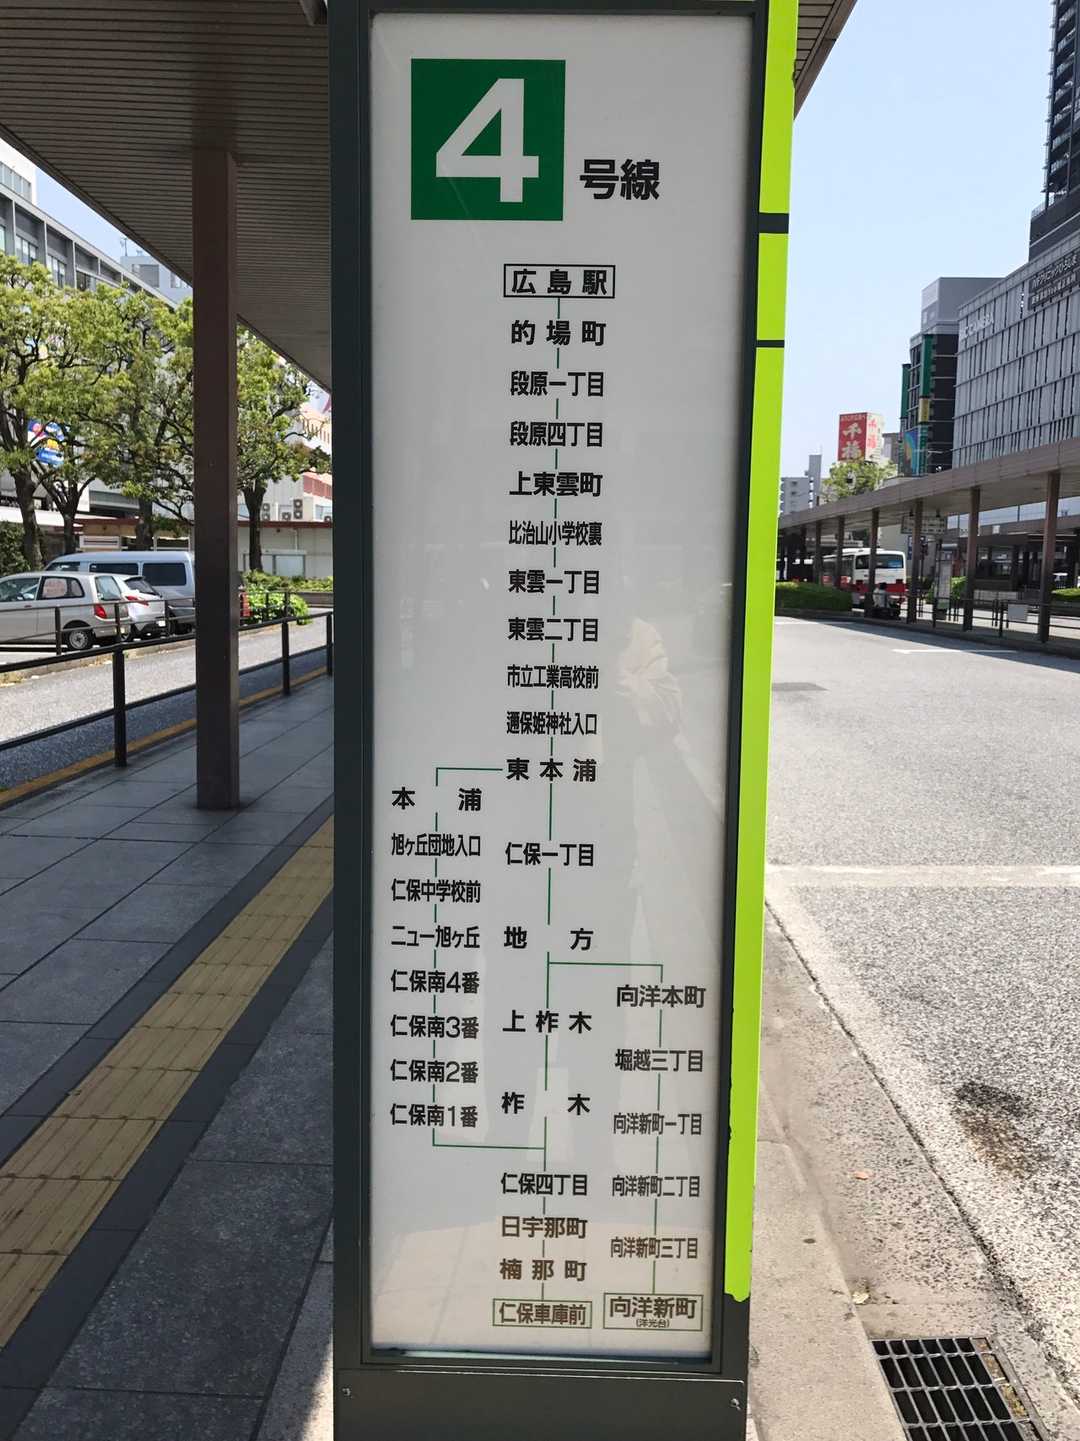 4号線
広島駅
的場町
段原一丁目
段原四丁目
上東雲町
比治山小学校裏
東雲一丁目
東雲二丁目
市立工業高校前
邇保姫神社入口
東本浦
本浦
旭ヶ丘団地入口
仁保中学校前
ニュー旭ヶ丘
仁保南4番
仁保南3番
仁保南2番
仁保南1番
仁保一丁目
地方
上柞木
柞木
仁保四丁目
日宇那町
楠那町
仁保車庫前
向洋本町
堀越三丁目
向洋新町一丁目
向洋新町二丁目
向洋新町三丁目
向洋新町
(洋光台)
千福
千福